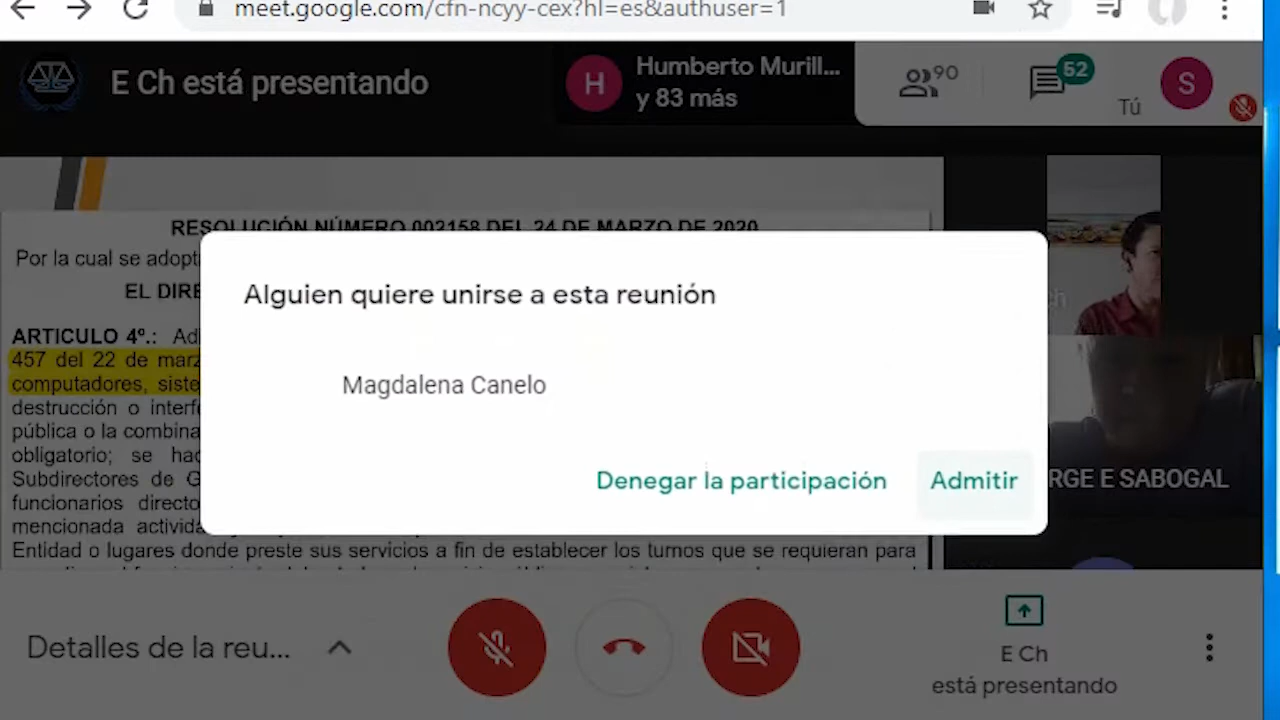 meet.google.com/cfn-ncyy-cex?hl=es&authuser=1
E Ch está presentando
H
Humberto Murill...
y 83 más
90
52
Tú
S
RESOLUCIÓN NÚMERO 002158 DEL 24 DE MARZO DE 2020
Por la cual se adopt
EL DIRE
ARTICULO 4º.: Ad
457 del 22 de marz
computadores, siste
destrucción o interf
pública o la combina
obligatorio; se hac
Subdirectores de G
funcionarios directo
mencionada activida
Entidad o lugares donde preste sus servicios a fin de establecer los turnos que se requieran para
Alguien quiere unirse a esta reunión
Magdalena Canelo
Denegar la participación
Admitir
ch
RGE E SABOGAL
Detalles de la reu...
E Ch
está presentando